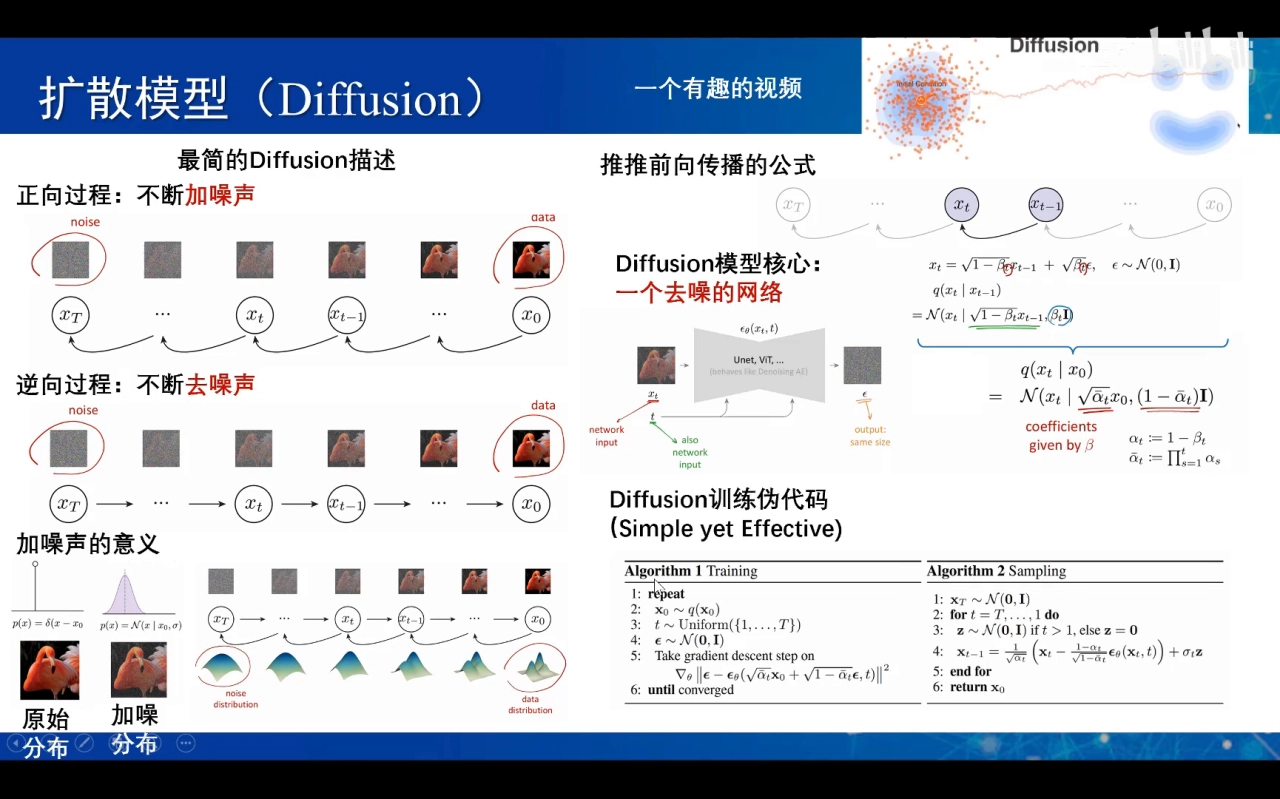 扩散模型（Diffusion）
一个有趣的视频
Diffusion
最简的Diffusion描述
正向过程：不断加噪声
noise
data
x_T ... x_t x_{t-1} ... x_0
逆向过程：不断去噪声
noise
data
x_T ... x_t x_{t-1} ... x_0
加噪声的意义
p(x) = δ(x − x_0
p(x) = N(x | x_0, σ)
原始
分布
加噪
分布
x_T ... x_t x_{t-1} ... x_0
noise
distribution
data
distribution
推推前向传播的公式
x_T ... x_t x_{t-1} ... x_0
Diffusion模型核心：
一个去噪的网络
ϵ_θ(x_t, t)
Unet, ViT, ...
(behaves like Denoising AE)
x_t
ϵ
t
network
input
also
network
input
output:
same size
x_t = √(1 − β_t) x_{t−1} + √β_t ϵ, ϵ ∼ N(0, I)
q(x_t | x_{t−1})
= N(x_t | √(1 − β_t) x_{t−1}, β_t I)
q(x_t | x_0)
= N(x_t | √ᾱ_t x_0, (1 − ᾱ_t)I)
coefficients
given by β
α_t := 1 − β_t
ᾱ_t := ∏_{s=1}^t α_s
Diffusion训练伪代码
(Simple yet Effective)
Algorithm 1 Training
1: repeat
2: x_0 ∼ q(x_0)
3: t ∼ Uniform({1, . . . , T})
4: ϵ ∼ N(0, I)
5: Take gradient descent step on
∇_θ ‖ϵ − ϵ_θ(√ᾱ_t x_0 + √(1 − ᾱ_t) ϵ, t)‖²
6: until converged
Algorithm 2 Sampling
1: x_T ∼ N(0, I)
2: for t = T, . . . , 1 do
3: z ∼ N(0, I) if t > 1, else z = 0
4: x_{t−1} = 1/√α_t (x_t − (1−α_t)/√(1−ᾱ_t) ϵ_θ(x_t, t)) + σ_t z
5: end for
6: return x_0